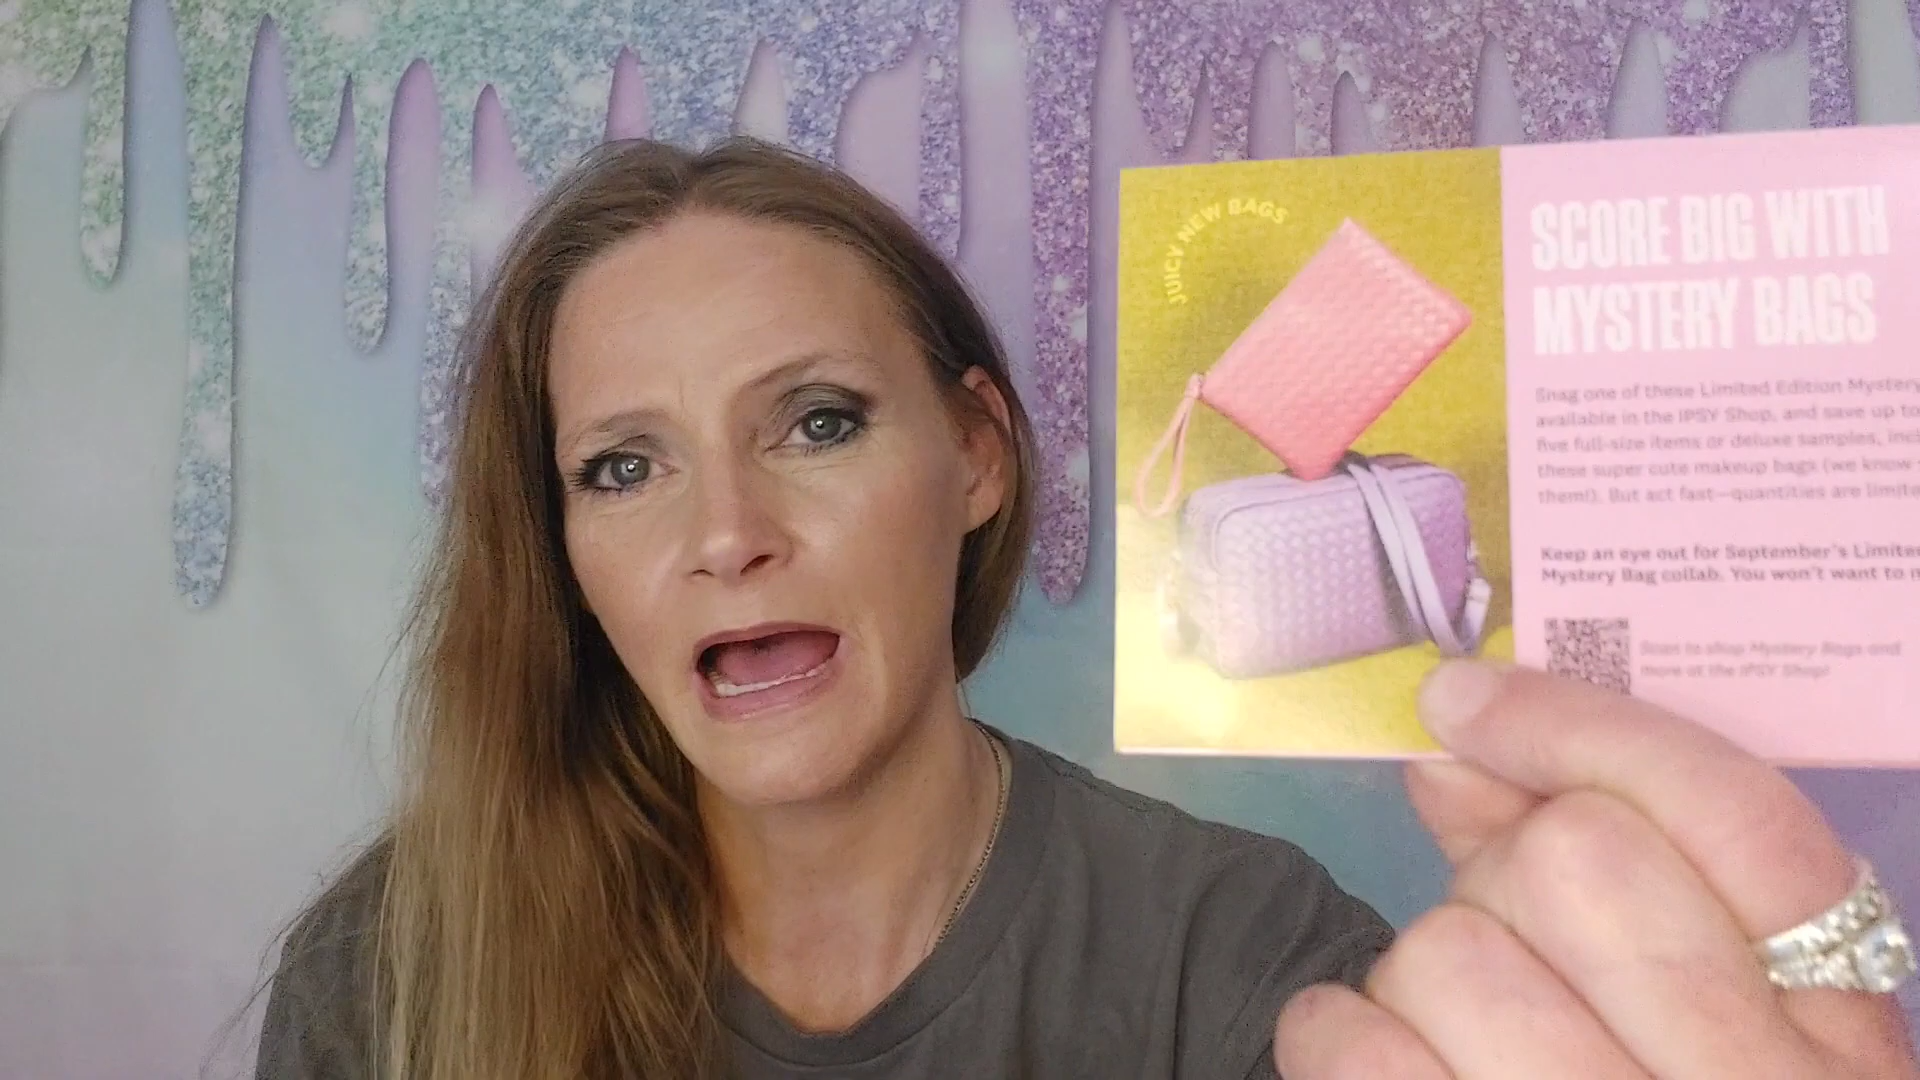 JUICY NEW BAGS
SCORE BIG WITH
MYSTERY BAGS
Snag one of these Limited Edition Mystery
available in the IPSY Shop, and save up to
five full-size items or deluxe samples, incl
these super cute makeup bags (we know
them!). But act fast—quantities are limite
Keep an eye out for September's Limited
Mystery Bag collab. You won't want to m
Scan to shop Mystery Bags and
more at the IPSY Shop!